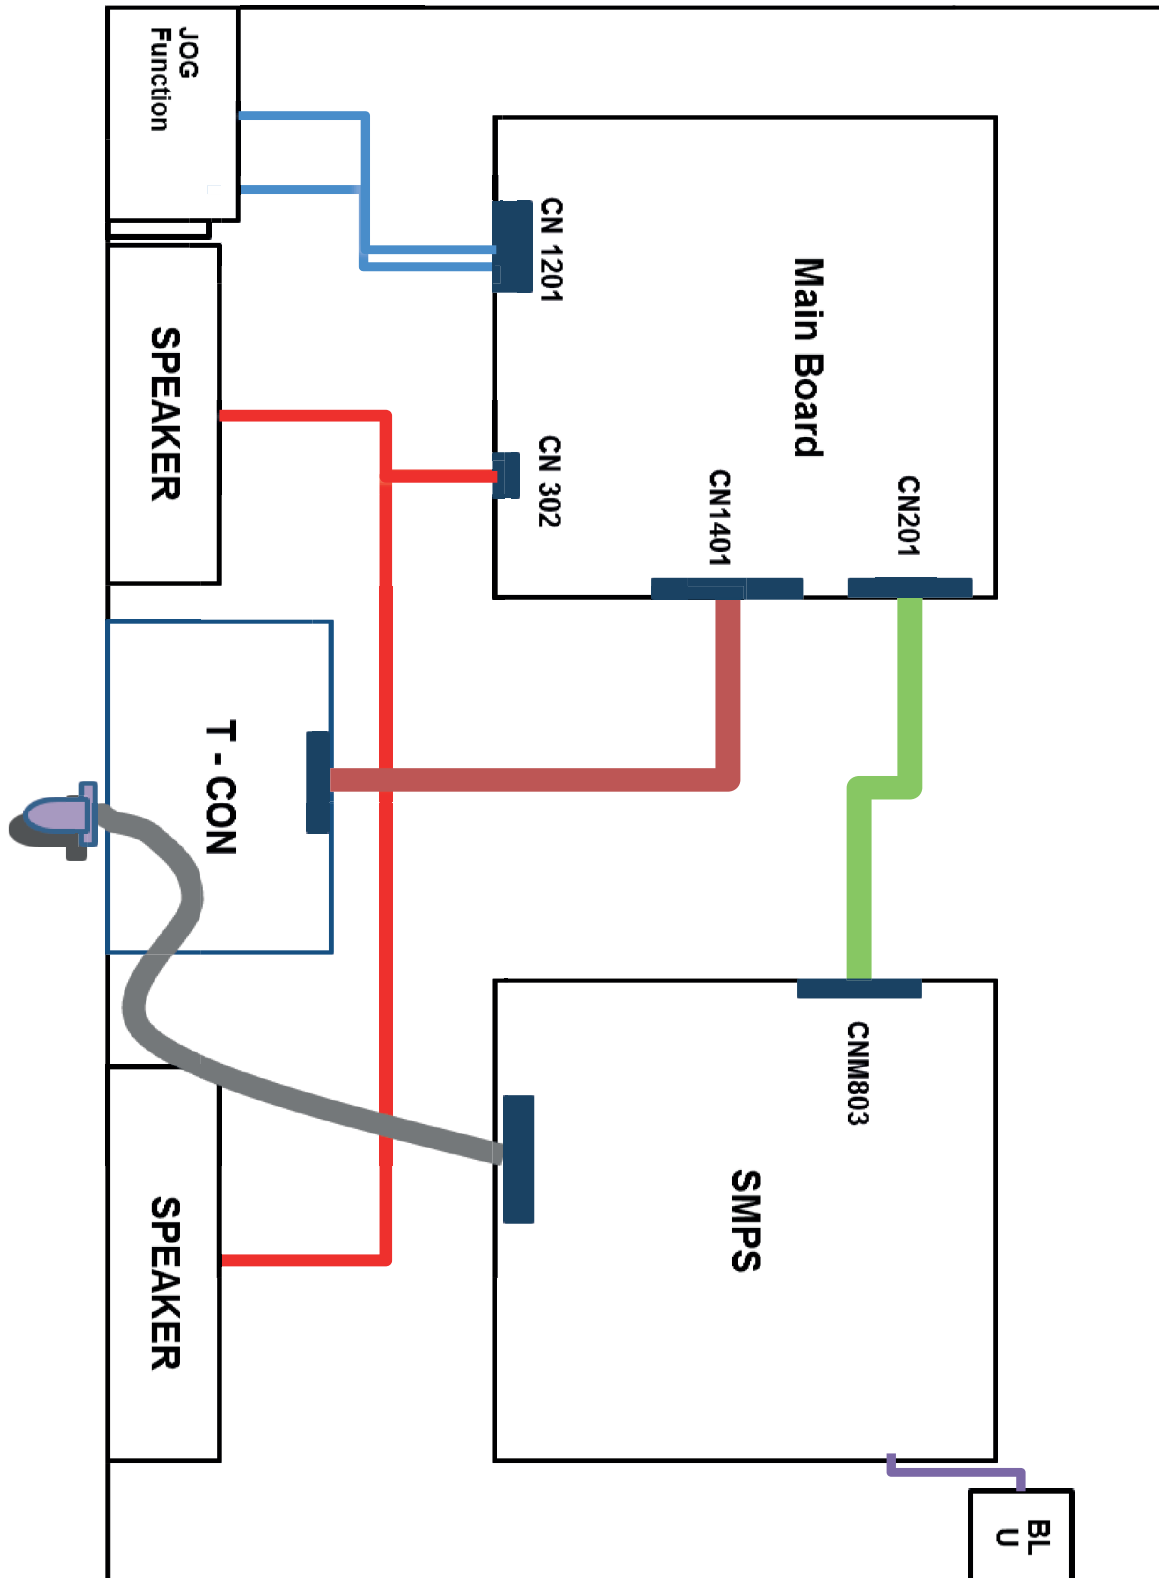 BL
U
Main Board
CN201
CNM803
SMPS
CN1401
CN 1201
CN 302
JOG
Function
SPEAKER
T - CON
SPEAKER